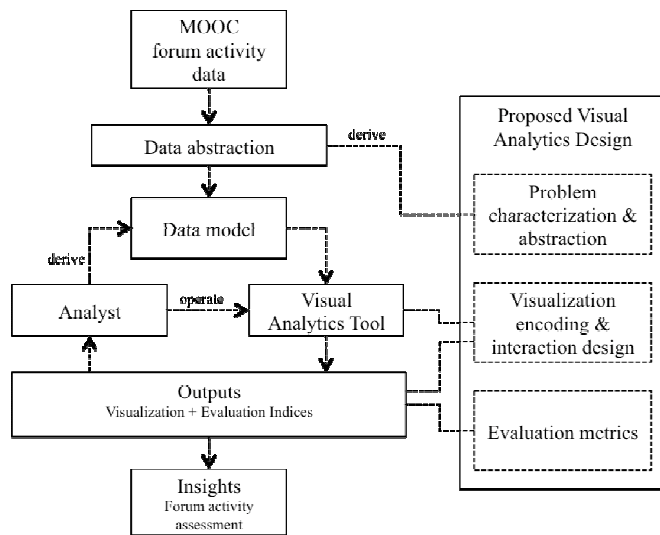 MOOC
forum activity
data
Data abstraction
derive
Data model
derive
Analyst
operate
Visual
Analytics Tool
Outputs
Visualization + Evaluation Indices
Insights
Forum activity
assessment
Proposed Visual
Analytics Design
Problem
characterization &
abstraction
Visualization
encoding &
interaction design
Evaluation metrics